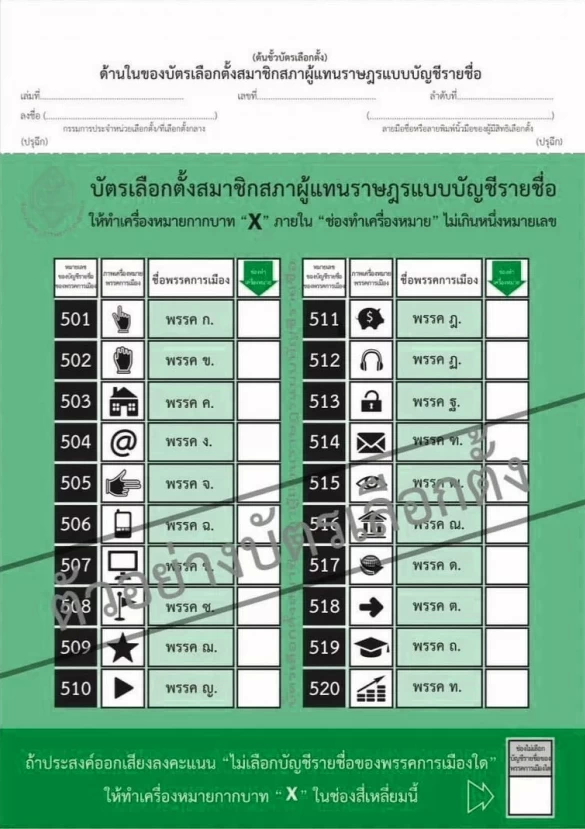 (ต้นขั้วบัตรเลือกตั้ง)
ด้านในของบัตรเลือกตั้งสมาชิกสภาผู้แทนราษฎรแบบบัญชีรายชื่อ
เล่มที่ เลขที่ ลำดับที่
ลงชื่อ ( ) ( )
กรรมการประจำหน่วยเลือกตั้ง/ที่เลือกตั้งกลาง ลายมือชื่อหรือลายพิมพ์นิ้วมือของผู้มีสิทธิเลือกตั้ง
(ปรุฉีก) (ปรุฉีก)
บัตรเลือกตั้งสมาชิกสภาผู้แทนราษฎรแบบบัญชีรายชื่อ
ให้ทำเครื่องหมายกากบาท "X" ภายใน "ช่องทำเครื่องหมาย" ไม่เกินหนึ่งหมายเลข
หมายเลขของบัญชีรายชื่อของพรรคการเมือง ภาพเครื่องหมายพรรคการเมือง ชื่อพรรคการเมือง ช่องทำเครื่องหมาย
501 พรรค ก.
502 พรรค ข.
503 พรรค ค.
504 @ พรรค ง.
505 พรรค จ.
506 พรรค ฉ.
507 พรรค
508 พรรค ซ.
509 พรรค ฌ.
510 พรรค ญ.
หมายเลขของบัญชีรายชื่อของพรรคการเมือง ภาพเครื่องหมายพรรคการเมือง ชื่อพรรคการเมือง ช่องทำเครื่องหมาย
511 $ พรรค ฎ.
512 พรรค ฏ.
513 พรรค ฐ.
514 พรรค ฑ.
515 พรรค
516 พรรค ณ.
517 พรรค ด.
518 พรรค ต.
519 พรรค ถ.
520 พรรค ท.
ตัวอย่างบัตรเลือกตั้ง
ถ้าประสงค์ออกเสียงลงคะแนน "ไม่เลือกบัญชีรายชื่อของพรรคการเมืองใด"
ให้ทำเครื่องหมายกากบาท "X" ในช่องสี่เหลี่ยมนี้
ช่องไม่เลือก
บัญชีรายชื่อของ
พรรคการเมืองใด